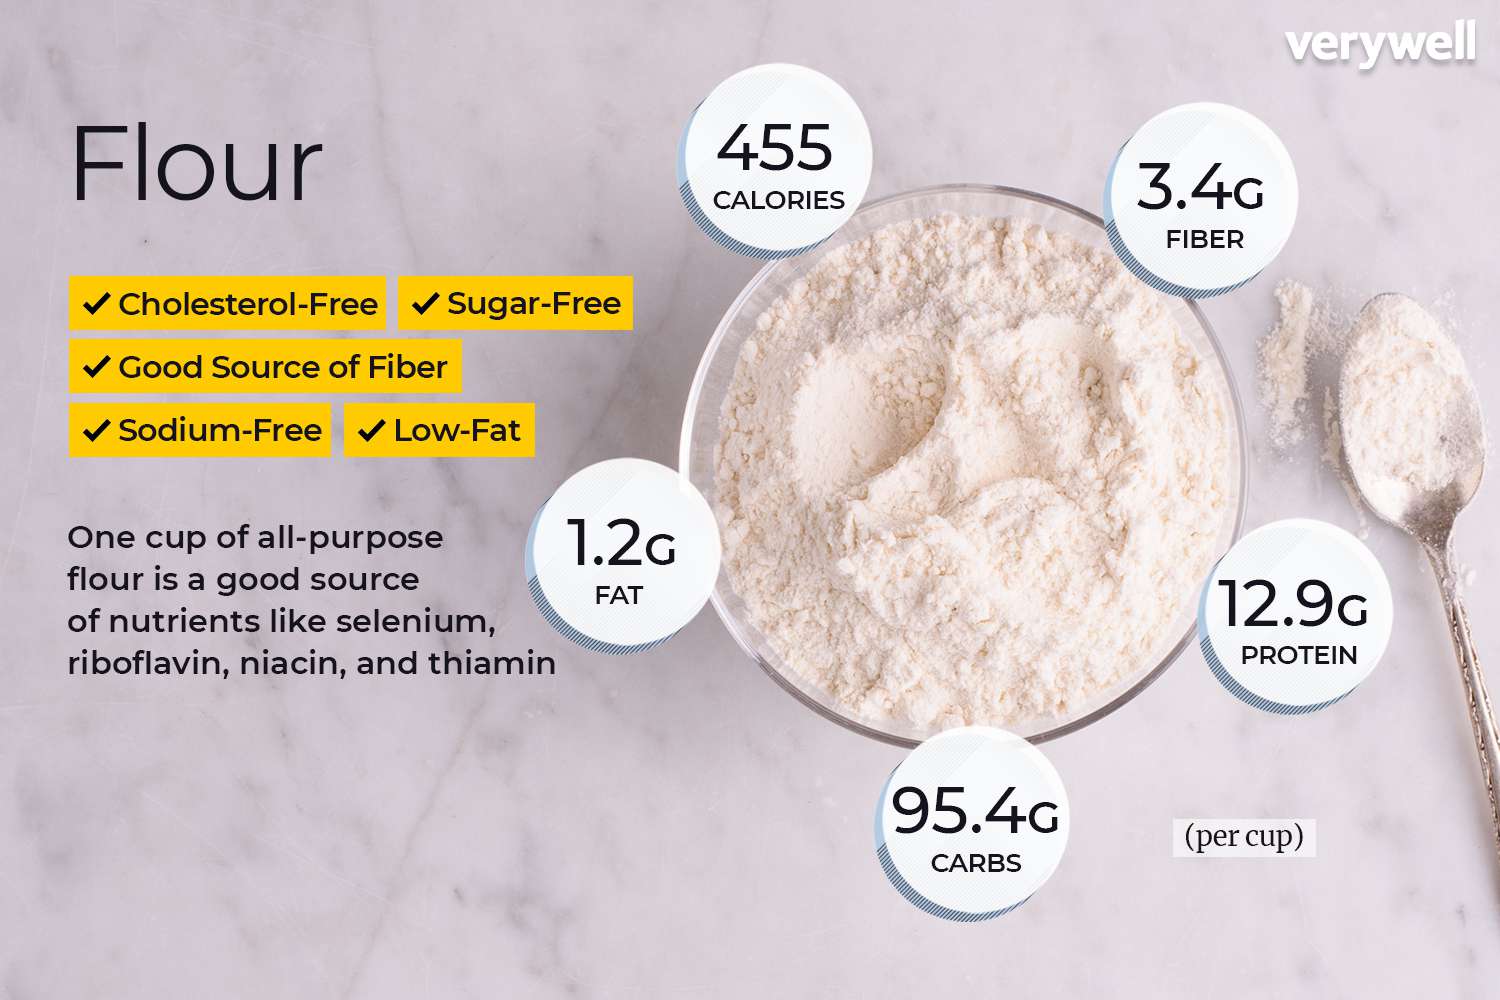 verywell
Flour
✓ Cholesterol-Free ✓ Sugar-Free
✓ Good Source of Fiber
✓ Sodium-Free ✓ Low-Fat
One cup of all-purpose
flour is a good source
of nutrients like selenium,
riboflavin, niacin, and thiamin
455
CALORIES
3.4G
FIBER
1.2G
FAT
12.9G
PROTEIN
95.4G
CARBS
(per cup)